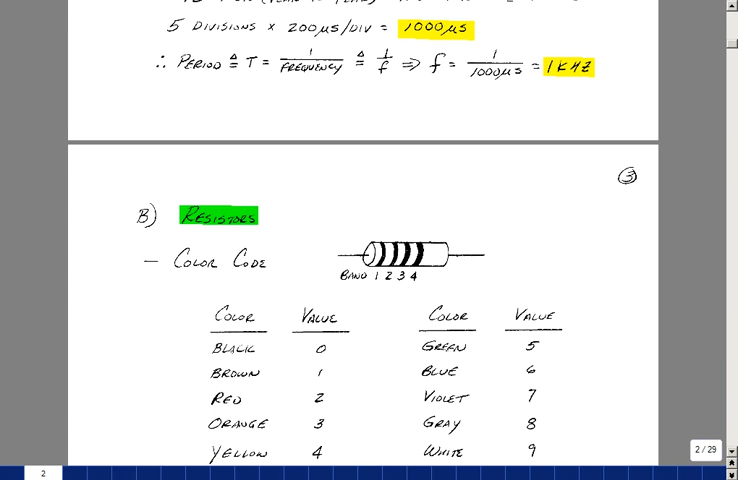 5 DIVISIONS × 200μS/DIV = 1000μS
∴ PERIOD ≜ T = 1/FREQUENCY ≜ 1/f ⇒ f = 1/1000μS = 1KHZ
3
B) RESISTORS
— COLOR CODE
BAND 1 2 3 4
COLOR VALUE COLOR VALUE
BLACK 0 GREEN 5
BROWN 1 BLUE 6
RED 2 VIOLET 7
ORANGE 3 GRAY 8
YELLOW 4 WHITE 9
2 / 29
2